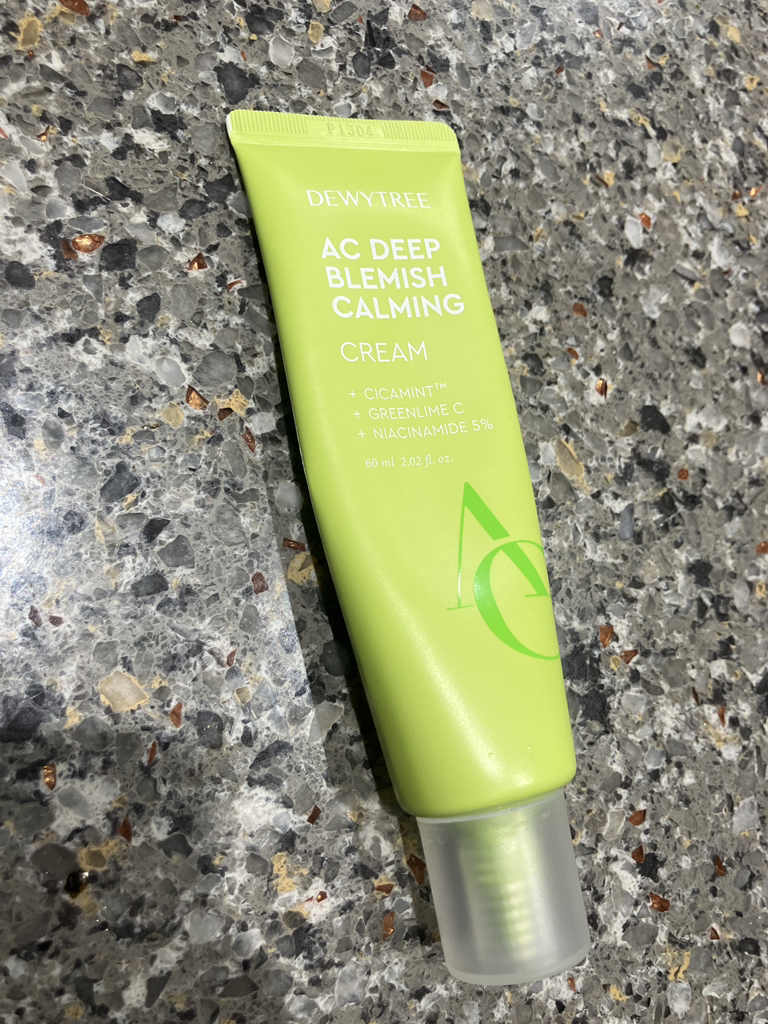 DEWYTREE
AC DEEP
BLEMISH
CALMING
CREAM
+ CICAMINT™
+ GREENLIME C
+ NIACINAMIDE 5%
60 ml 2.02 fl. oz.
AC